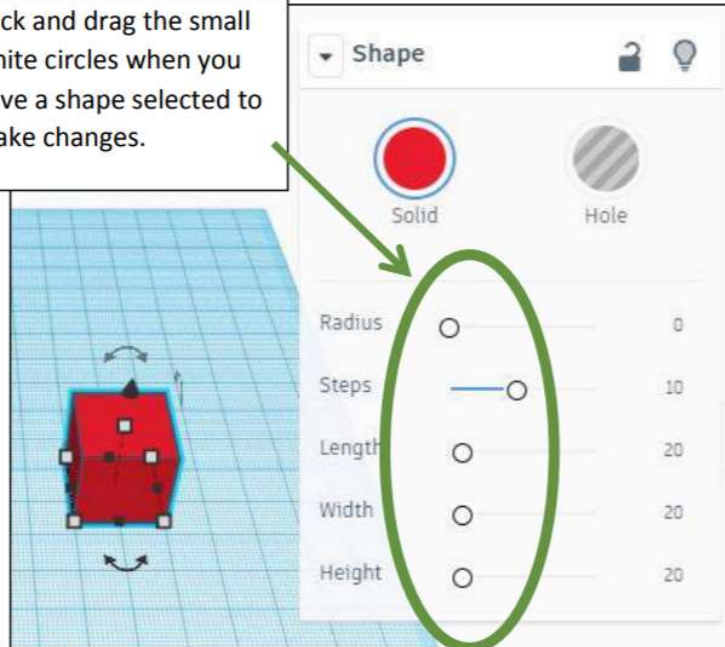 ck and drag the small
ite circles when you
ve a shape selected to
ake changes.
Shape
Solid
Hole
Radius 0
Steps 10
Length 20
Width 20
Height 20